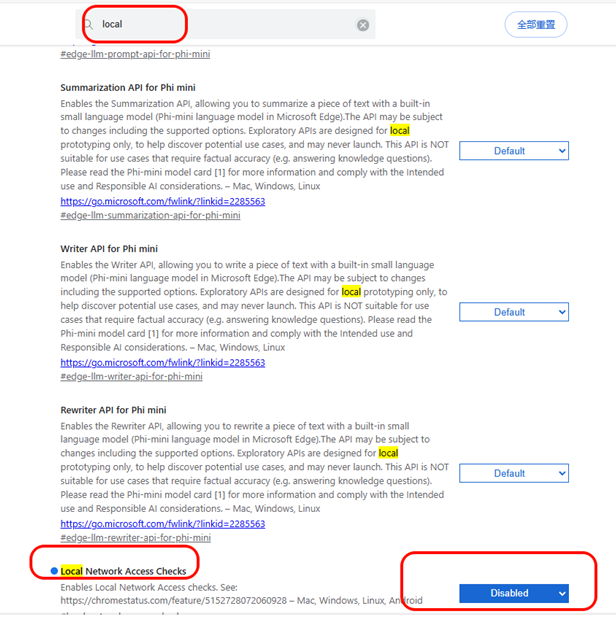 local
全部重置
#edge-llm-prompt-api-for-phi-mini
Summarization API for Phi mini
Enables the Summarization API, allowing you to summarize a piece of text with a built-in
small language model (Phi-mini language model in Microsoft Edge).The API may be subject
to changes including the supported options. Exploratory APIs are designed for local
prototyping only, to help discover potential use cases, and may never launch. This API is NOT
suitable for use cases that require factual accuracy (e.g. answering knowledge questions).
Please read the Phi-mini model card [1] for more information and comply with the Intended
use and Responsible AI considerations. – Mac, Windows, Linux
Default
https://go.microsoft.com/fwlink/?linkid=2285563
#edge-llm-summarization-api-for-phi-mini
Writer API for Phi mini
Enables the Writer API, allowing you to write a piece of text with a built-in small language
model (Phi-mini language model in Microsoft Edge).The API may be subject to changes
including the supported options. Exploratory APIs are designed for local prototyping only, to
help discover potential use cases, and may never launch. This API is NOT suitable for use
cases that require factual accuracy (e.g. answering knowledge questions). Please read the
Phi-mini model card [1] for more information and comply with the Intended use and
Responsible AI considerations. – Mac, Windows, Linux
Default
https://go.microsoft.com/fwlink/?linkid=2285563
#edge-llm-writer-api-for-phi-mini
Rewriter API for Phi mini
Enables the Rewriter API, allowing you to rewrite a piece of text with a built-in small
language model (Phi-mini language model in Microsoft Edge).The API may be subject to
changes including the supported options. Exploratory APIs are designed for local
prototyping only, to help discover potential use cases, and may never launch. This API is NOT
suitable for use cases that require factual accuracy (e.g. answering knowledge questions).
Please read the Phi-mini model card [1] for more information and comply with the Intended
use and Responsible AI considerations. – Mac, Windows, Linux
Default
https://go.microsoft.com/fwlink/?linkid=2285563
#edge-llm-rewriter-api-for-phi-mini
Local Network Access Checks
Enables Local Network Access checks. See:
https://chromestatus.com/feature/5152728072060928 – Mac, Windows, Linux, Android
Disabled